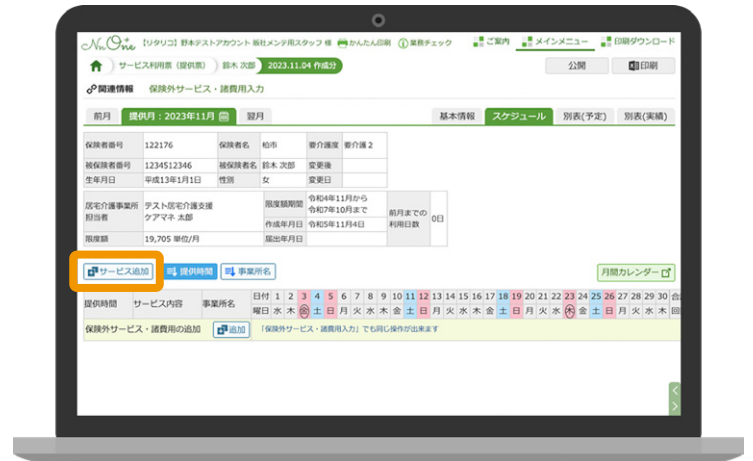 NuOne 【リタリコ】野本テストアカウント 販社メンテ用スタッフ 様 かんたん印刷 業務チェック ご案内 メインメニュー 印刷ダウンロード
サービス利用票（提供票） 鈴木 次郎 2023.11.04 作成分 公開 印刷
関連情報 保険外サービス・諸費用入力
前月 提供月：2023年11月 翌月 基本情報 スケジュール 別表(予定) 別表(実績)
保険者番号 122176 保険者名 柏市 要介護度 要介護 2
被保険者番号 1234512346 被保険者名 鈴木 次郎 変更後
生年月日 平成13年1月1日 性別 女 変更日
居宅介護事業所 担当者 テスト居宅介護支援 ケアマネ 太郎 限度額期間 令和4年11月から 令和7年10月まで 前月までの利用日数 0日
作成年月日 令和5年11月4日
限度額 19,705 単位/月 届出年月日
サービス追加 提供時間 事業所名 月間カレンダー
提供時間 サービス内容 事業所名 日付 1 2 3 4 5 6 7 8 9 10 11 12 13 14 15 16 17 18 19 20 21 22 23 24 25 26 27 28 29 30 合
曜日 水 木 金 土 日 月 火 水 木 金 土 日 月 火 水 木 金 土 日 月 火 水 木 金 土 日 月 火 水 木 回
保険外サービス・諸費用の追加 追加 「保険外サービス・諸費用入力」でも同じ操作が出来ます